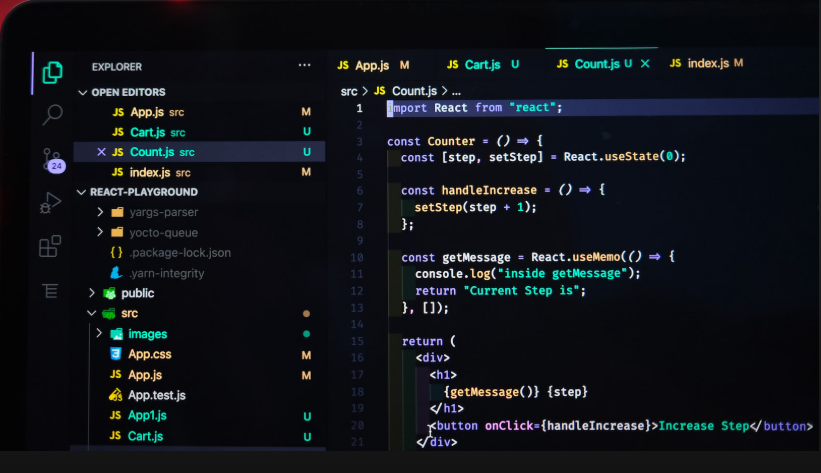 EXPLORER ...
OPEN EDITORS
JS App.js src M
JS Cart.js src U
JS Count.js src U
JS index.js src M
24
REACT-PLAYGROUND
yargs-parser
yocto-queue
{} .package-lock.json
.yarn-integrity
public
src
images
App.css M
JS App.js M
App.test.js
JS App1.js U
JS Cart.js U
JS App.js M JS Cart.js U JS Count.js U × JS index.js M
src > JS Count.js > ...
1 import React from "react";
2
3 const Counter = () => {
4 const [step, setStep] = React.useState(0);
5
6 const handleIncrease = () => {
7 setStep(step + 1);
8 };
9
10 const getMessage = React.useMemo(() => {
11 console.log("inside getMessage");
12 return "Current Step is";
13 }, []);
14
15 return (
16 <div>
17 <h1>
18 {getMessage()} {step}
19 </h1>
20 <button onClick={handleIncrease}>Increase Step</button>
21 </div>